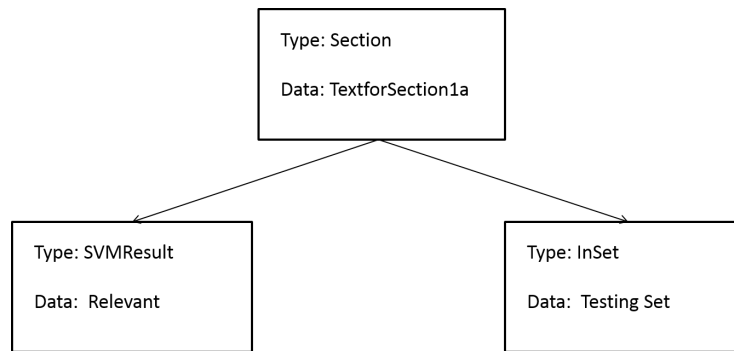 Type: Section
Data: TextforSection1a
Type: SVMResult
Data: Relevant
Type: InSet
Data: Testing Set